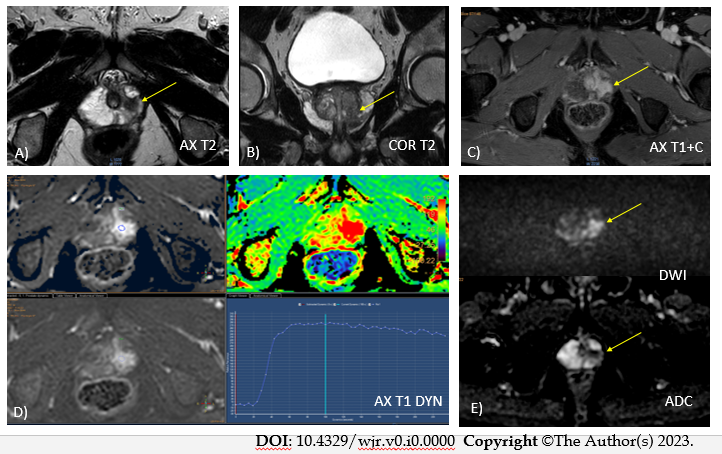 A)
AX T2
B)
COR T2
C)
AX T1+C
D)
AX T1 DYN
DWI
E)
ADC
DOI: 10.4329/wjr.v0.i0.0000 Copyright ©The Author(s) 2023.